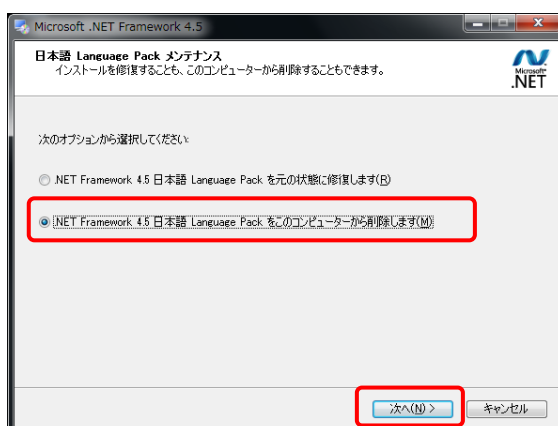 Microsoft .NET Framework 4.5
日本語 Language Pack メンテナンス
インストールを修復することも、このコンピューターから削除することもできます。
Microsoft
.NET
次のオプションから選択してください:
.NET Framework 4.5 日本語 Language Pack を元の状態に修復します(R)
.NET Framework 4.5 日本語 Language Pack をこのコンピューターから削除します(M)
次へ(N) >
キャンセル